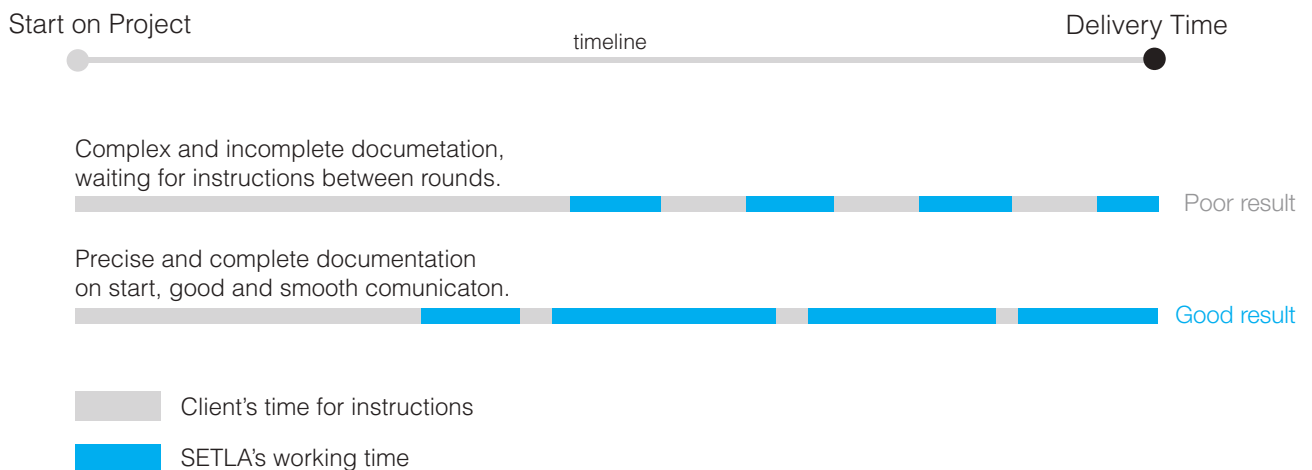 Start on Project
timeline
Delivery Time
Complex and incomplete documetation,
waiting for instructions between rounds.
Poor result
Precise and complete documentation
on start, good and smooth comunicaton.
Good result
Client’s time for instructions
SETLA’s working time